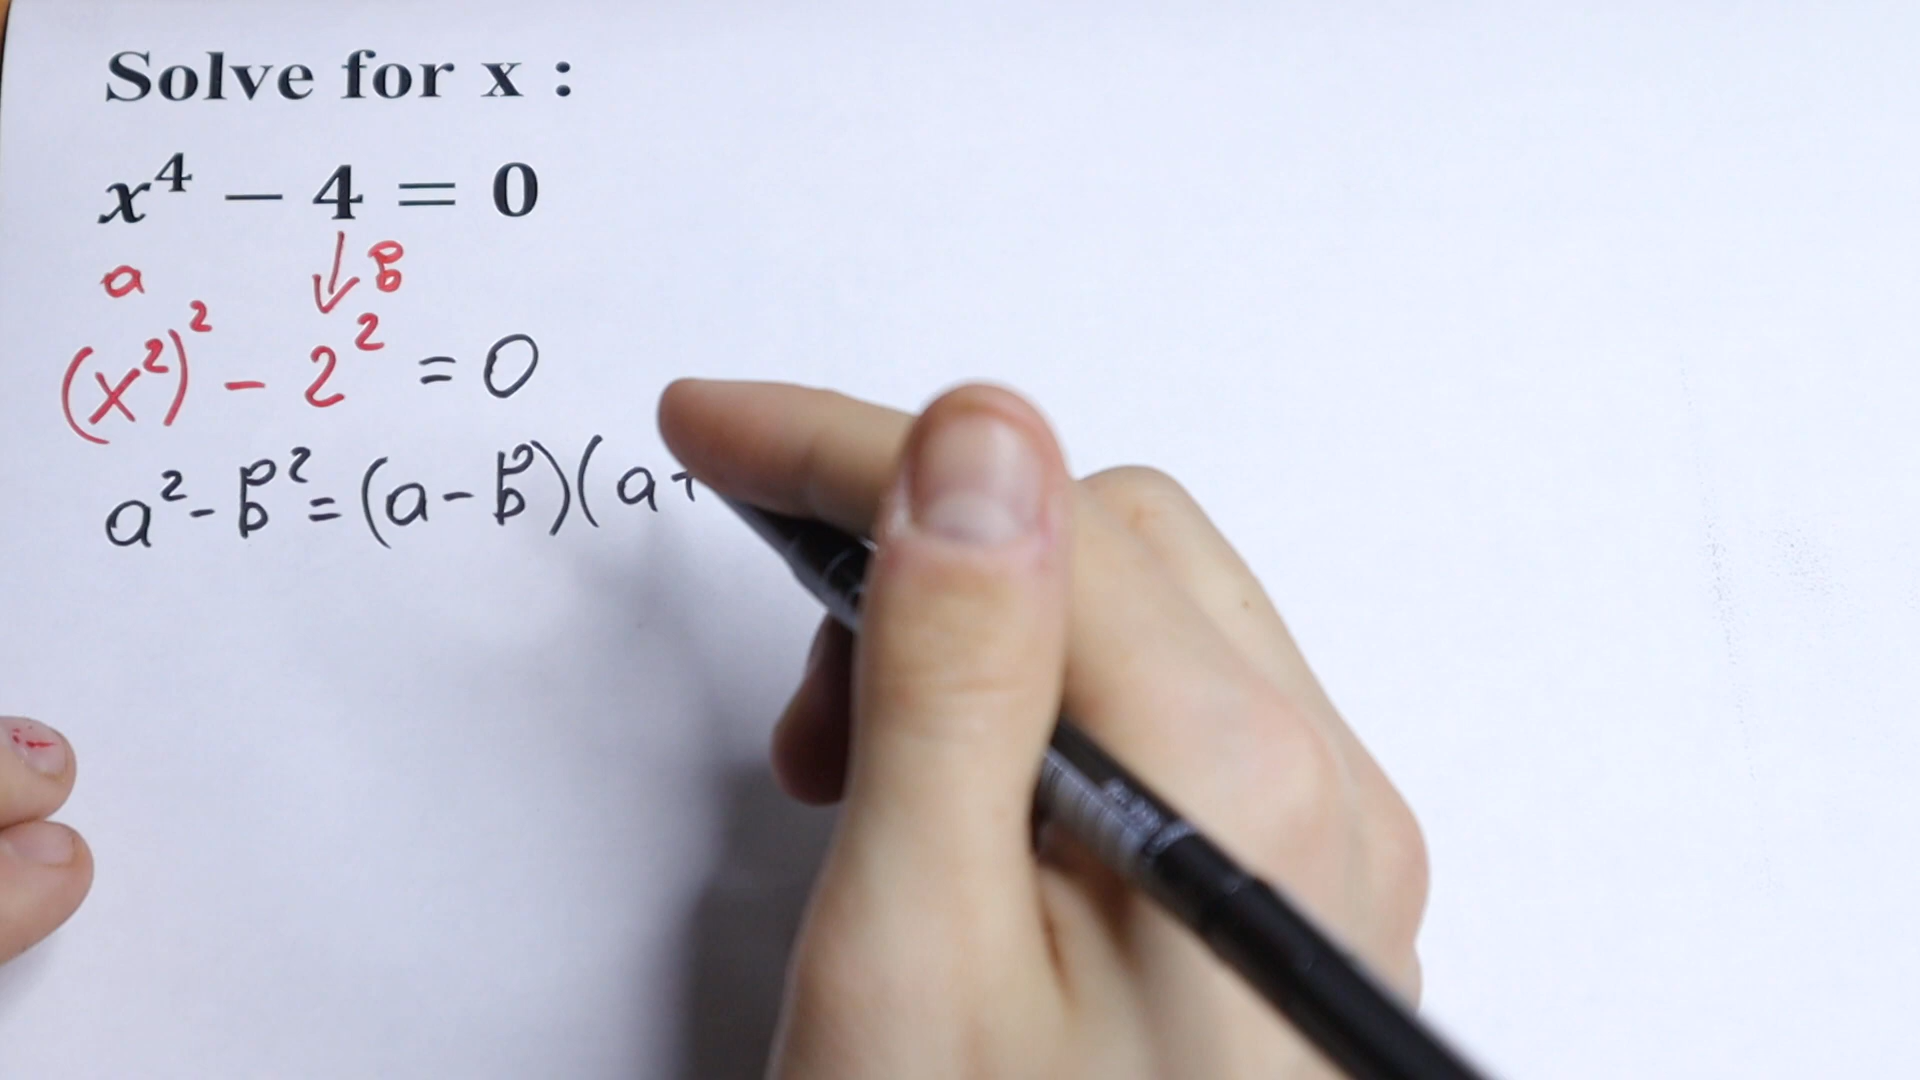 Solve for x :
x⁴ − 4 = 0
a b
(x²)² - 2² = 0
a² - b² = (a - b)(a+